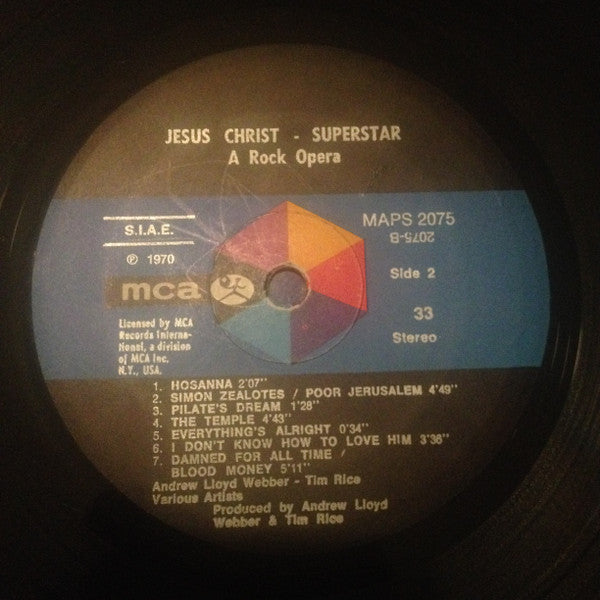 JESUS CHRIST - SUPERSTAR
A Rock Opera
S.I.A.E.
℗ 1970
mca
Licensed by MCA
Records Interna-
tional, a division
of MCA Inc.
N.Y., USA.
MAPS 2075
2075-B
Side 2
33
Stereo
1. HOSANNA 2'07"
2. SIMON ZEALOTES / POOR JERUSALEM 4'49"
3. PILATE'S DREAM 1'28"
4. THE TEMPLE 4'43"
5. EVERYTHING'S ALRIGHT 0'34"
6. I DON'T KNOW HOW TO LOVE HIM 3'36"
7. DAMNED FOR ALL TIME /
BLOOD MONEY 5'11"
Andrew Lloyd Webber - Tim Rice
Various Artists
Produced by Andrew Lloyd
Webber & Tim Rice